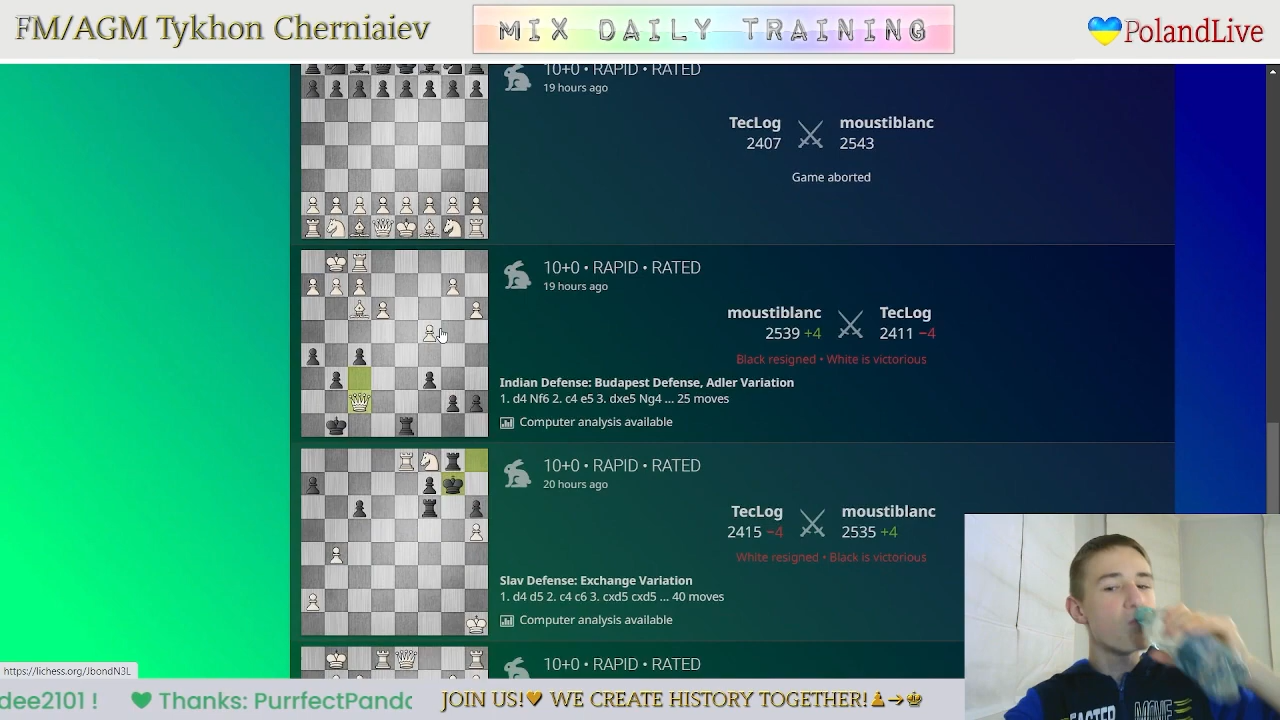 FM/AGM Tykhon Cherniaiev
MIX DAILY TRAINING
PolandLive
10+0 • RAPID • RATED
19 hours ago
TecLog moustiblanc
2407 2543
Game aborted
10+0 • RAPID • RATED
19 hours ago
moustiblanc TecLog
2539 +4 2411 −4
Black resigned • White is victorious
Indian Defense: Budapest Defense, Adler Variation
1. d4 Nf6 2. c4 e5 3. dxe5 Ng4 ... 25 moves
Computer analysis available
10+0 • RAPID • RATED
20 hours ago
TecLog moustiblanc
2415 −4 2535 +4
White resigned • Black is victorious
Slav Defense: Exchange Variation
1. d4 d5 2. c4 c6 3. cxd5 cxd5 ... 40 moves
Computer analysis available
10+0 • RAPID • RATED
https://lichess.org/JbondN3L
dee2101 ! Thanks: PurrfectPanda
JOIN US! WE CREATE HISTORY TOGETHER!
FASTER MOVE